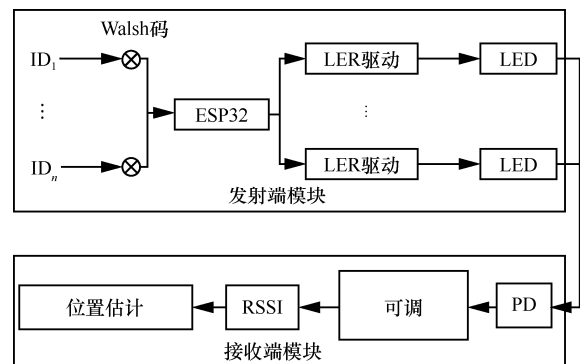 Walsh码
ID1
LER驱动
LED
⋮
ESP32
⋮
IDn
LER驱动
LED
发射端模块
位置估计
RSSI
可调
PD
接收端模块